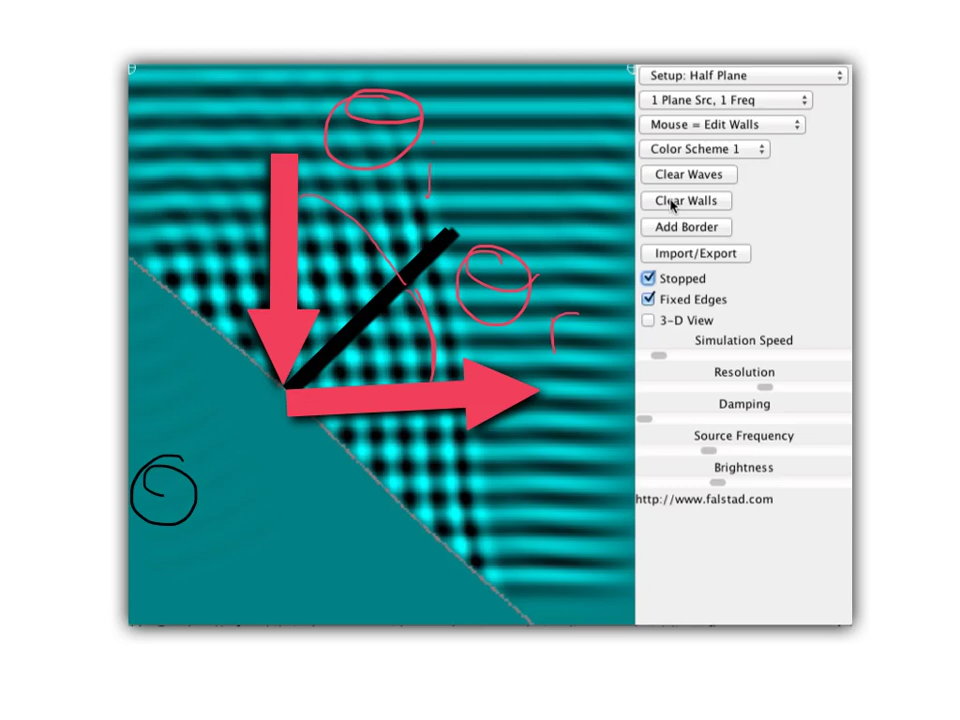 Setup: Half Plane
1 Plane Src, 1 Freq
Mouse = Edit Walls
Color Scheme 1
Clear Waves
Clear Walls
Add Border
Import/Export
Stopped
Fixed Edges
3-D View
Simulation Speed
Resolution
Damping
Source Frequency
Brightness
http://www.falstad.com